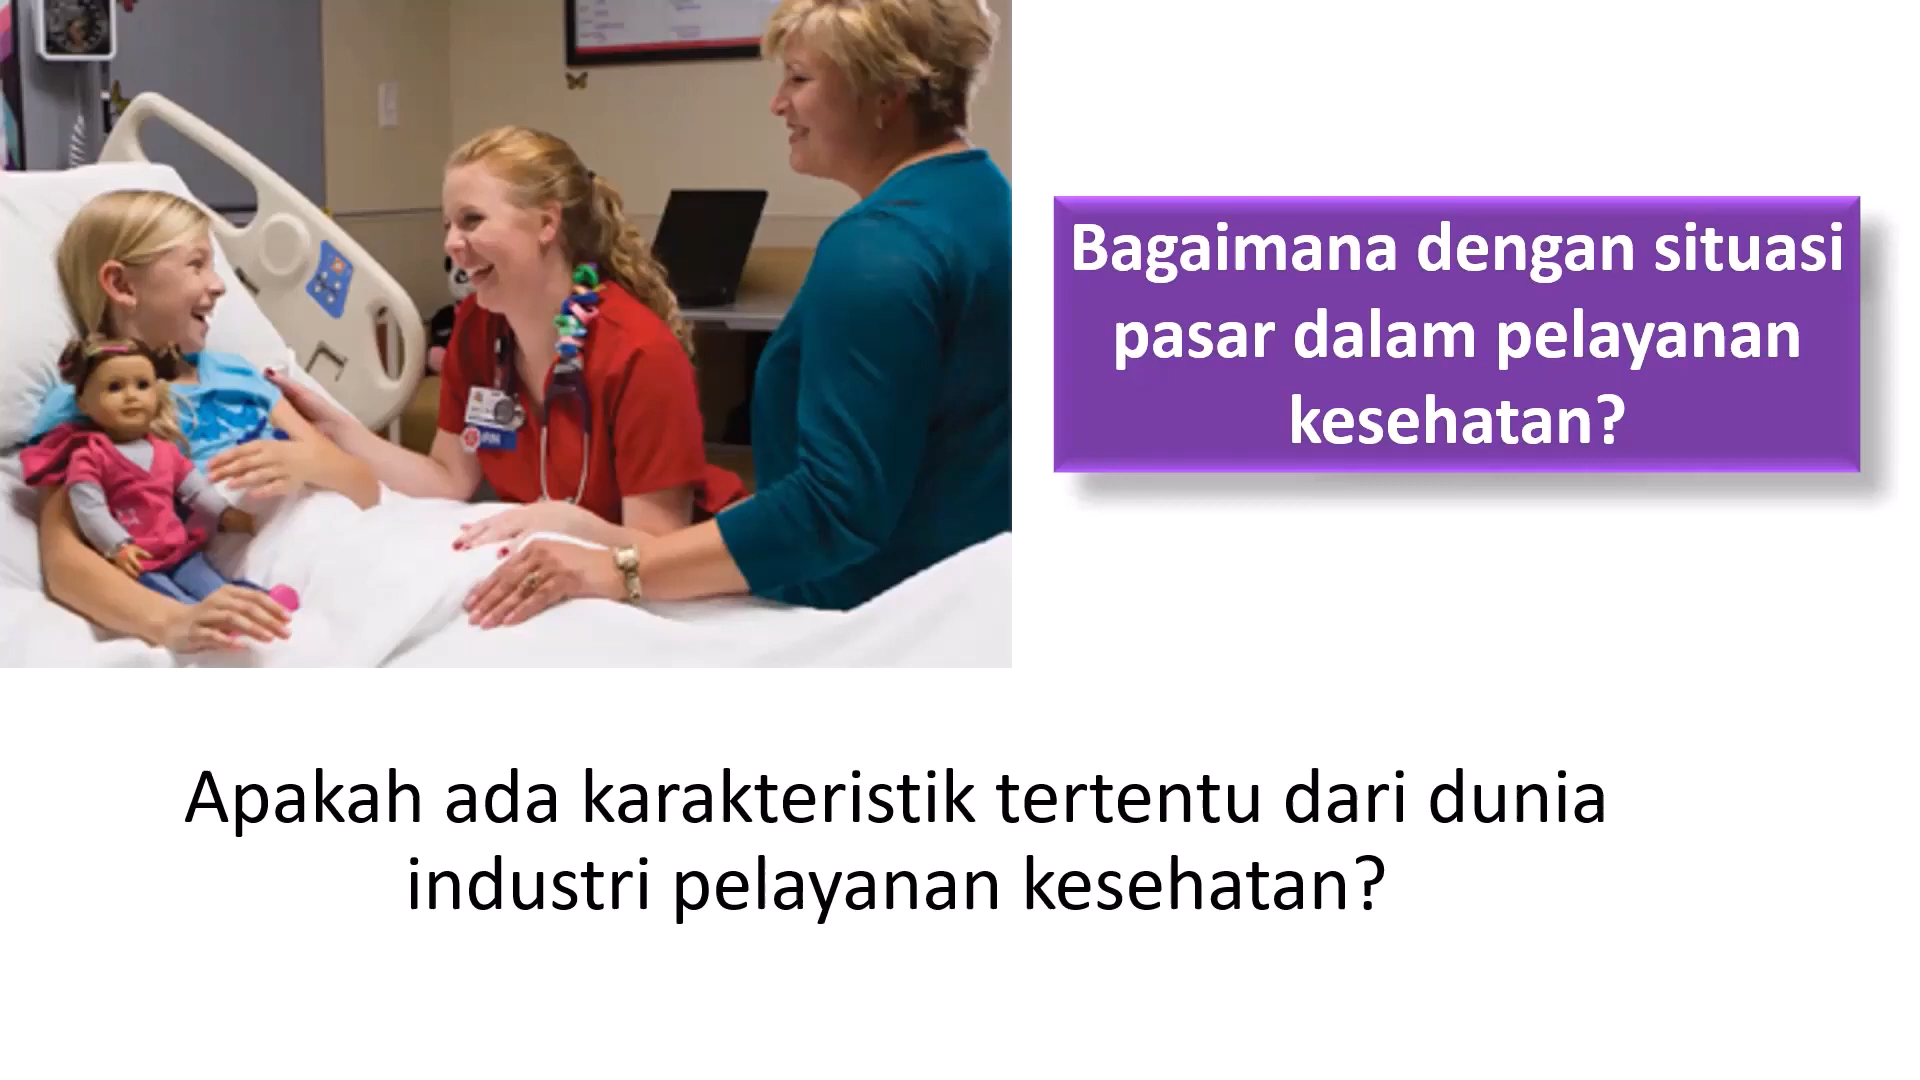 Bagaimana dengan situasi
pasar dalam pelayanan
kesehatan?
Apakah ada karakteristik tertentu dari dunia
industri pelayanan kesehatan?